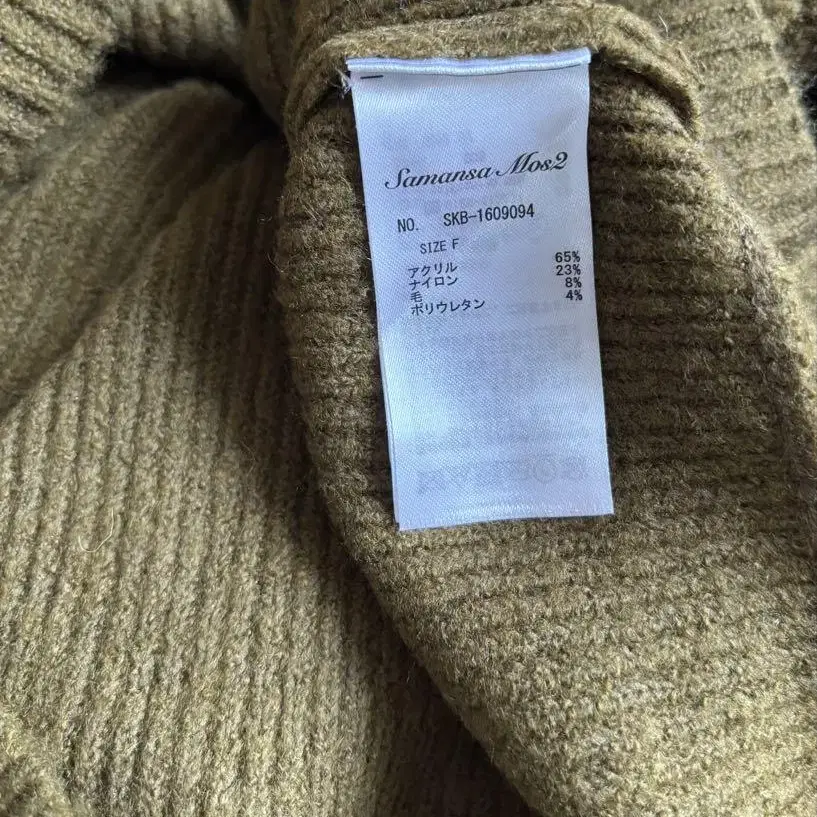 Samansa Mos2
NO. SKB-1609094
SIZE F
アクリル 65%
ナイロン 23%
毛 8%
ポリウレタン 4%